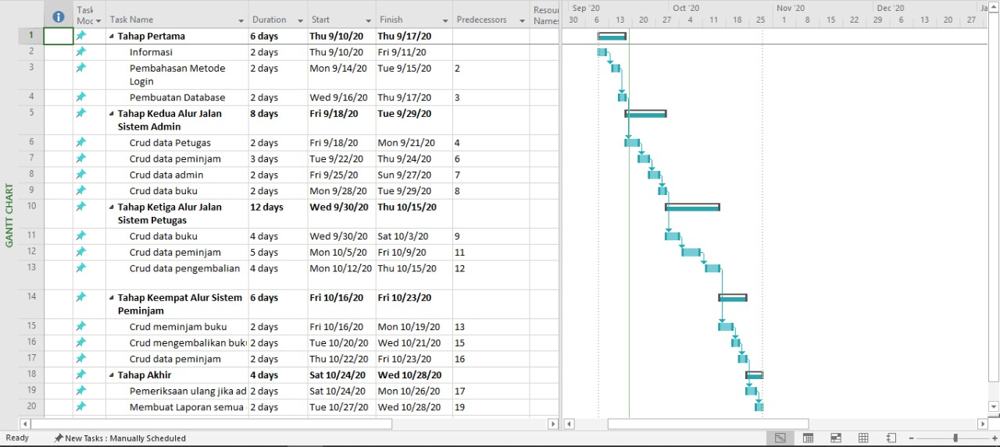 Task Mode Task Name Duration Start Finish Predecessors Resou Names
Sep '20 Oct '20 Nov '20 Dec '20 Ja
30 6 13 20 27 4 11 18 25 1 8 15 22 29 6 13 20 27
GANTT CHART
1 Tahap Pertama 6 days Thu 9/10/20 Thu 9/17/20
2 Informasi 2 days Thu 9/10/20 Fri 9/11/20
3 Pembahasan Metode 2 days Mon 9/14/20 Tue 9/15/20 2
Login
4 Pembuatan Database 2 days Wed 9/16/20 Thu 9/17/20 3
5 Tahap Kedua Alur Jalan 8 days Fri 9/18/20 Tue 9/29/20
Sistem Admin
6 Crud data Petugas 2 days Fri 9/18/20 Mon 9/21/20 4
7 Crud data peminjam 3 days Tue 9/22/20 Thu 9/24/20 6
8 Crud data admin 2 days Fri 9/25/20 Sun 9/27/20 7
9 Crud data buku 2 days Mon 9/28/20 Tue 9/29/20 8
10 Tahap Ketiga Alur Jalan 12 days Wed 9/30/20 Thu 10/15/20
Sistem Petugas
11 Crud data buku 4 days Wed 9/30/20 Sat 10/3/20 9
12 Crud data peminjam 5 days Mon 10/5/20 Fri 10/9/20 11
13 Crud data pengembalian 4 days Mon 10/12/20 Thu 10/15/20 12
14 Tahap Keempat Alur Sistem 6 days Fri 10/16/20 Fri 10/23/20
Peminjam
15 Crud meminjam buku 2 days Fri 10/16/20 Mon 10/19/20 13
16 Crud mengembalikan buku 2 days Tue 10/20/20 Wed 10/21/20 15
17 Crud data peminjam 2 days Thu 10/22/20 Fri 10/23/20 16
18 Tahap Akhir 4 days Sat 10/24/20 Wed 10/28/20
19 Pemeriksaan ulang jika ad 2 days Sat 10/24/20 Mon 10/26/20 17
20 Membuat Laporan semua 2 days Tue 10/27/20 Wed 10/28/20 19
Ready New Tasks : Manually Scheduled